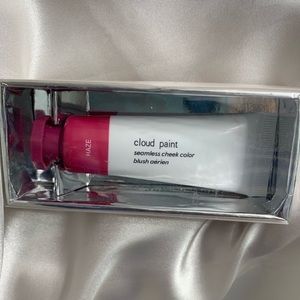 HAZE
cloud paint
seamless cheek color
blush aérien